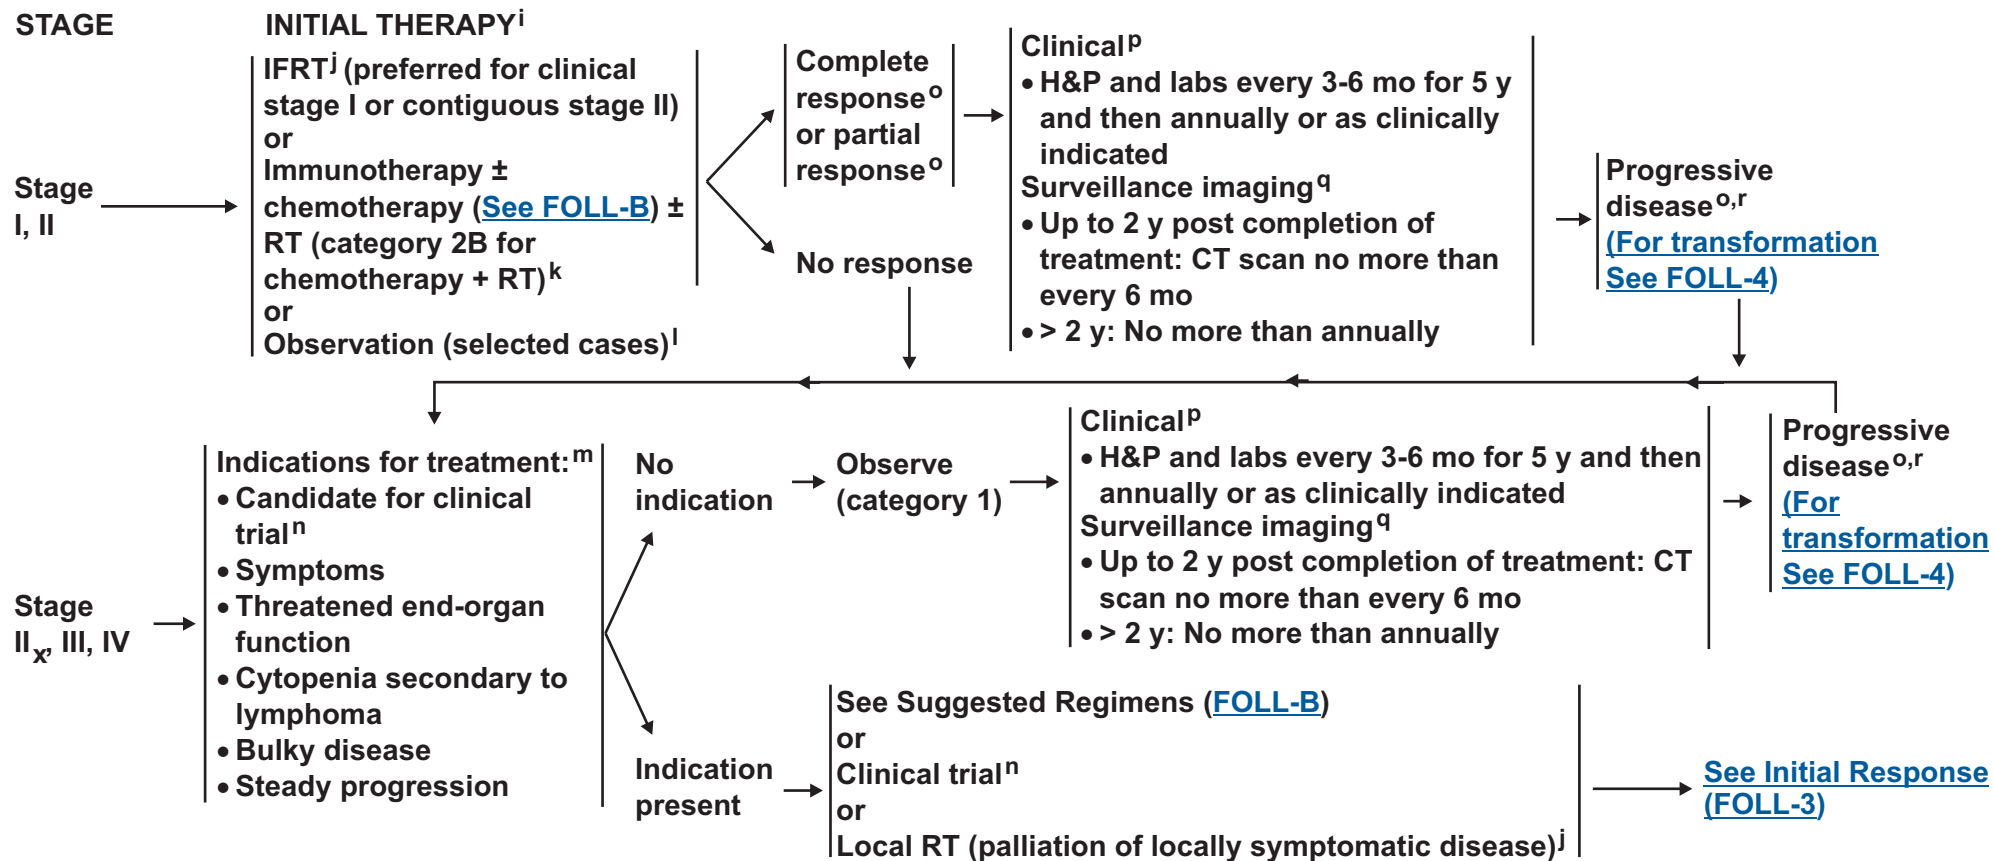 STAGE
INITIAL THERAPYⁱ
Stage
I, II
IFRTʲ (preferred for clinical
stage I or contiguous stage II)
or
Immunotherapy ±
chemotherapy (See FOLL-B) ±
RT (category 2B for
chemotherapy + RT)ᵏ
or
Observation (selected cases)ˡ
Complete
responseᵒ
or partial
responseᵒ
No response
Clinicalᵖ
• H&P and labs every 3-6 mo for 5 y
and then annually or as clinically
indicated
Surveillance imaging^q
• Up to 2 y post completion of
treatment: CT scan no more than
every 6 mo
• > 2 y: No more than annually
Progressive
diseaseᵒ,ʳ
(For transformation
See FOLL-4)
Stage
IIₓ, III, IV
Indications for treatment:ᵐ
• Candidate for clinical
trialⁿ
• Symptoms
• Threatened end-organ
function
• Cytopenia secondary to
lymphoma
• Bulky disease
• Steady progression
No
indication
Observe
(category 1)
Clinicalᵖ
• H&P and labs every 3-6 mo for 5 y and then
annually or as clinically indicated
Surveillance imaging^q
• Up to 2 y post completion of treatment: CT
scan no more than every 6 mo
• > 2 y: No more than annually
Progressive
diseaseᵒ,ʳ
(For
transformation
See FOLL-4)
Indication
present
See Suggested Regimens (FOLL-B)
or
Clinical trialⁿ
or
Local RT (palliation of locally symptomatic disease)ʲ
See Initial Response
(FOLL-3)